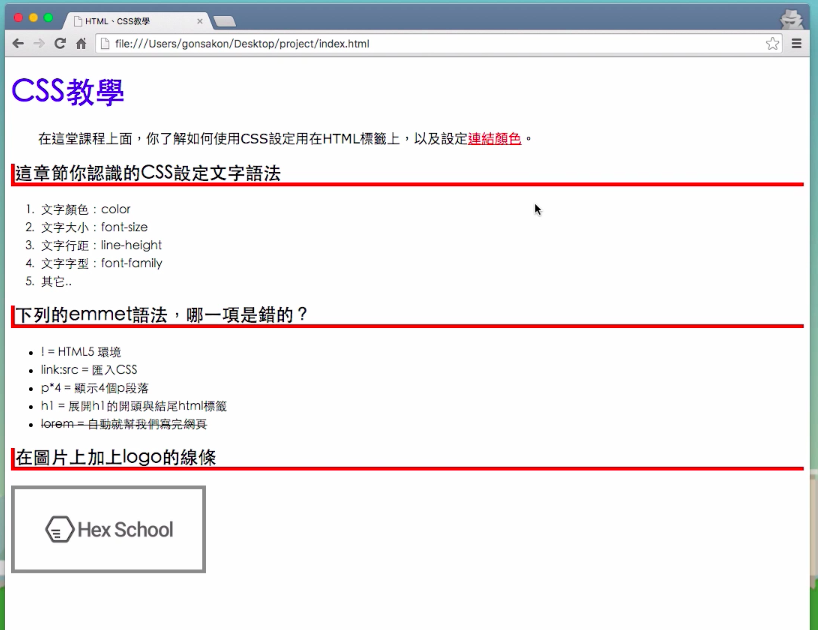 HTML、CSS教學
file:///Users/gonsakon/Desktop/project/index.html
CSS教學
在這堂課程上面，你了解如何使用CSS設定用在HTML標籤上，以及設定連結顏色。
這章節你認識的CSS設定文字語法
1. 文字顏色：color
2. 文字大小：font-size
3. 文字行距：line-height
4. 文字字型：font-family
5. 其它..
下列的emmet語法，哪一項是錯的？
• ! = HTML5 環境
• link:src = 匯入CSS
• p*4 = 顯示4個p段落
• h1 = 展開h1的開頭與結尾html標籤
• lorem = 自動就幫我們寫完網頁
在圖片上加上logo的線條
Hex School